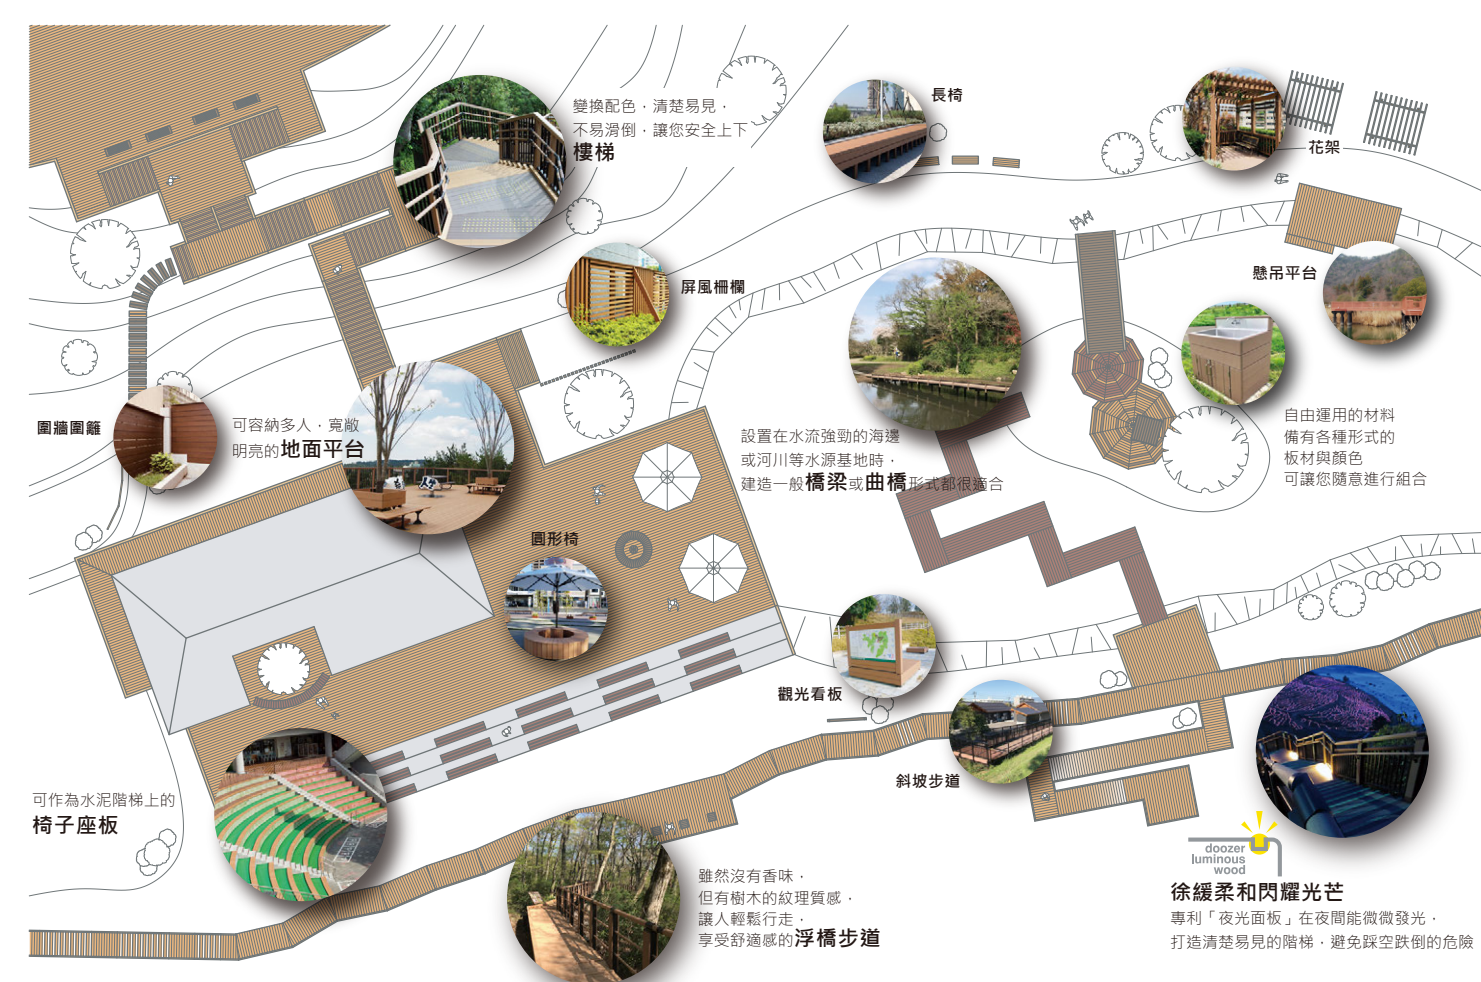 變換配色，清楚易見，
不易滑倒，讓您安全上下
樓梯
長椅
花架
屏風柵欄
懸吊平台
圍牆圍籬
可容納多人，寬敞
明亮的地面平台
設置在水流強勁的海邊
或河川等水源基地時，
建造一般橋梁或曲橋形式都很適合
自由運用的材料
備有各種形式的
板材與顏色
可讓您隨意進行組合
圓形椅
觀光看板
斜坡步道
可作為水泥階梯上的
椅子座板
雖然沒有香味，
但有樹木的紋理質感，
讓人輕鬆行走，
享受舒適感的浮橋步道
doozer
luminous
wood
徐緩柔和閃耀光芒
專利「夜光面板」在夜間能微微發光，
打造清楚易見的階梯，避免踩空跌倒的危險